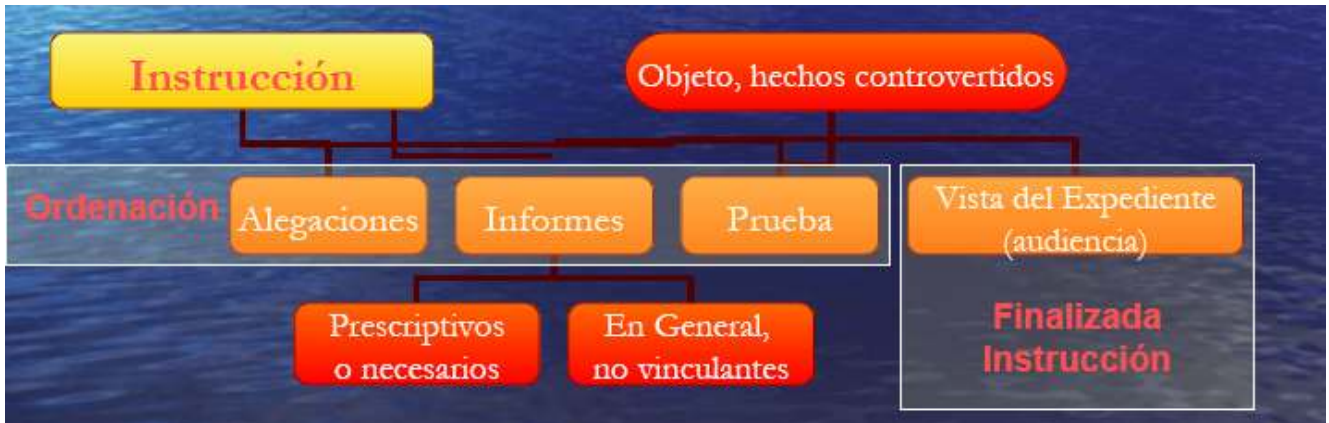 Instrucción
Objeto, hechos controvertidos
Ordenación
Alegaciones
Informes
Prueba
Vista del Expediente
(audiencia)
Prescriptivos
o necesarios
En General,
no vinculantes
Finalizada
Instrucción